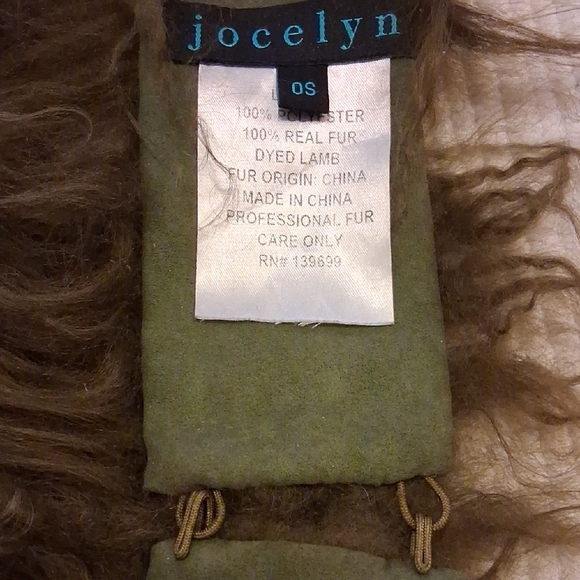 jocelyn
OS
100% POLYESTER
100% REAL FUR
DYED LAMB
FUR ORIGIN: CHINA
MADE IN CHINA
PROFESSIONAL FUR
CARE ONLY
RN# 139899